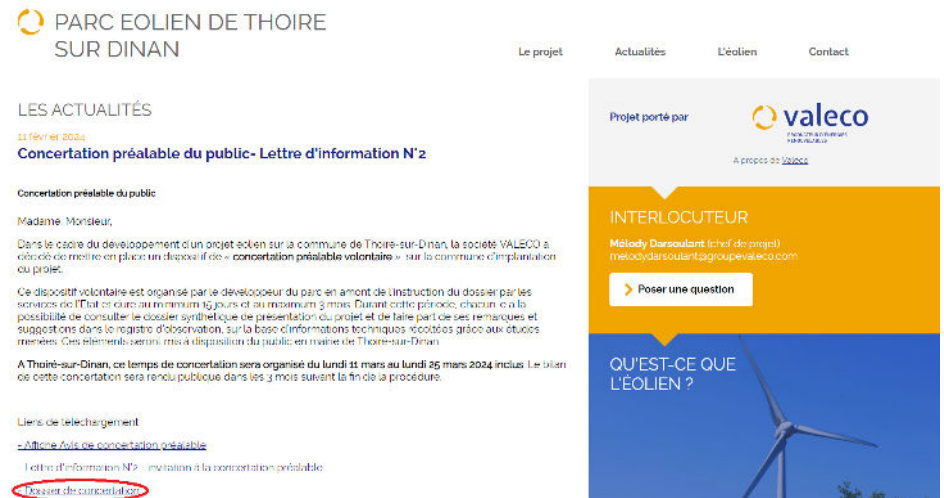 PARC EOLIEN DE THOIRE
SUR DINAN
Le projet
Actualités
L'éolien
Contact
LES ACTUALITÉS
11 février 2024
Concertation préalable du public- Lettre d'information N°2
Concertation préalable du public
Madame, Monsieur,
Dans le cadre du développement d'un projet éolien sur la commune de Thoiré-sur-Dinan, la société VALECO a
décidé de mettre en place un dispositif de « concertation préalable volontaire » sur la commune d'implantation
du projet.
Ce dispositif volontaire est organisé par le développeur du parc en amont de l'instruction du dossier par les
services de l'Etat et dure au minimum 15 jours et au maximum 3 mois. Durant cette période, chacun.e a la
possibilité de consulter le dossier synthétique de présentation du projet et de faire part de ses remarques et
suggestions dans le registre d'observation, sur la base d'informations techniques récoltées grâce aux études
menées. Ces éléments seront mis à disposition du public en mairie de Thoiré-sur-Dinan
A Thoiré-sur-Dinan, ce temps de concertation sera organisé du lundi 11 mars au lundi 25 mars 2024 inclus. Le bilan
de cette concertation sera rendu publique dans les 3 mois suivant la fin de la procédure.
Liens de téléchargement
- Affiche Avis de concertation préalable
- Lettre d'information N°2 - invitation à la concertation préalable
- Dossier de concertation
Projet porté par
valeco
PRODUCTEUR D'ÉNERGIES
RENOUVELABLES
A propos de Valeco
INTERLOCUTEUR
Mélody Darsoulant (chef de projet)
melodydarsoulant@groupevaleco.com
Poser une question
QU'EST-CE QUE
L'ÉOLIEN ?